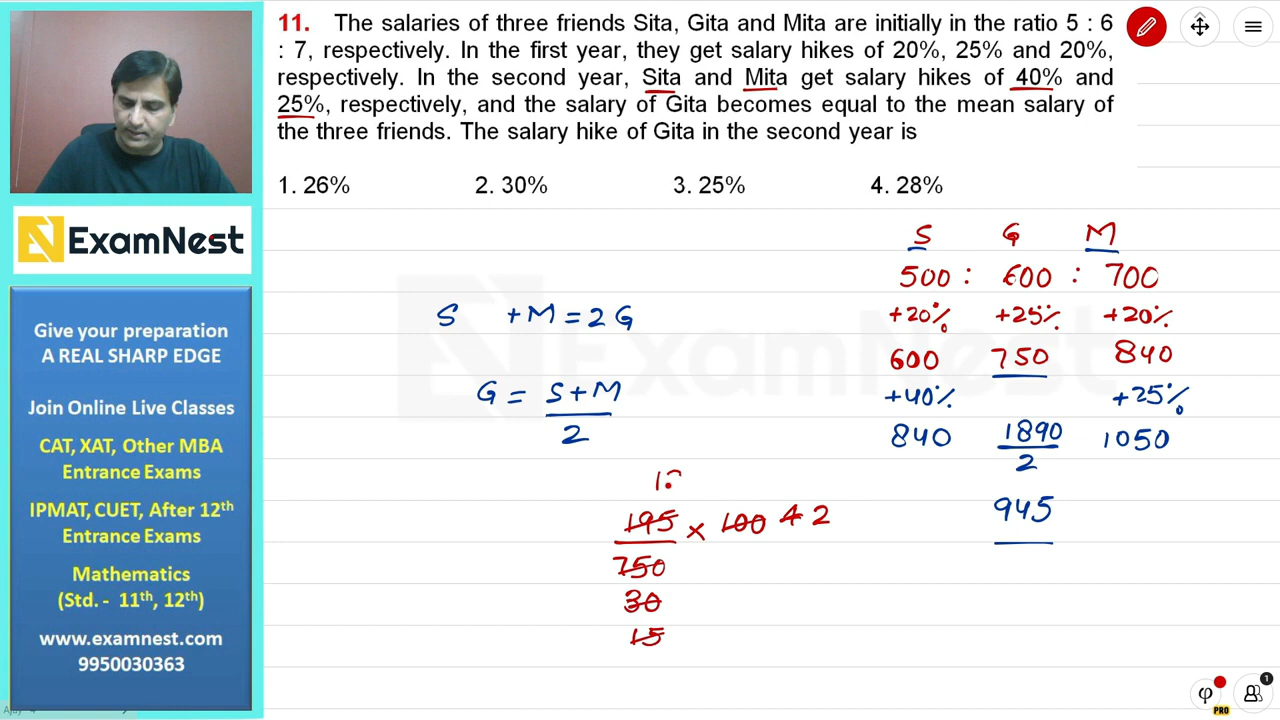 11. The salaries of three friends Sita, Gita and Mita are initially in the ratio 5 : 6
: 7, respectively. In the first year, they get salary hikes of 20%, 25% and 20%,
respectively. In the second year, Sita and Mita get salary hikes of 40% and
25%, respectively, and the salary of Gita becomes equal to the mean salary of
the three friends. The salary hike of Gita in the second year is
1. 26% 2. 30% 3. 25% 4. 28%
ExamNest
Give your preparation
A REAL SHARP EDGE
Join Online Live Classes
CAT, XAT, Other MBA
Entrance Exams
IPMAT, CUET, After 12th
Entrance Exams
Mathematics
(Std. - 11th, 12th)
www.examnest.com
9950030363
ExamNest
S G M
500 : 600 : 700
+20% +25% +20%
600 750 840
+40% +25%
840 1890 1050
2
945
S + M = 2 G
G = S + M
2
195 × 100 4 2
750
30
15
φ
PRO
1